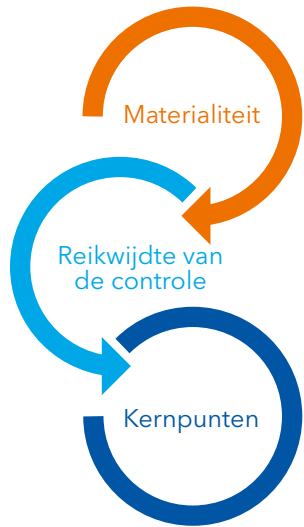 Materialiteit
Reikwijdte van
de controle
Kernpunten